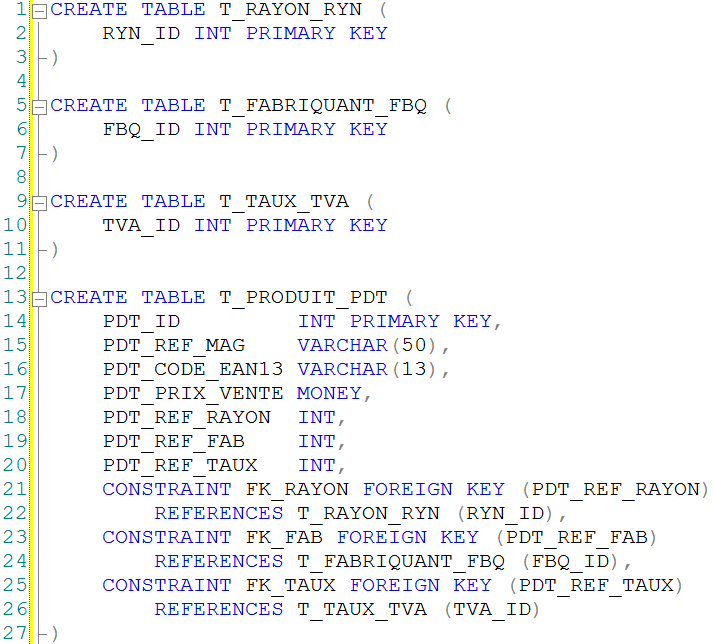 1 CREATE TABLE T_RAYON_RYN (
2 RYN_ID INT PRIMARY KEY
3 )
4
5 CREATE TABLE T_FABRIQUANT_FBQ (
6 FBQ_ID INT PRIMARY KEY
7 )
8
9 CREATE TABLE T_TAUX_TVA (
10 TVA_ID INT PRIMARY KEY
11 )
12
13 CREATE TABLE T_PRODUIT_PDT (
14 PDT_ID INT PRIMARY KEY,
15 PDT_REF_MAG VARCHAR(50),
16 PDT_CODE_EAN13 VARCHAR(13),
17 PDT_PRIX_VENTE MONEY,
18 PDT_REF_RAYON INT,
19 PDT_REF_FAB INT,
20 PDT_REF_TAUX INT,
21 CONSTRAINT FK_RAYON FOREIGN KEY (PDT_REF_RAYON)
22 REFERENCES T_RAYON_RYN (RYN_ID),
23 CONSTRAINT FK_FAB FOREIGN KEY (PDT_REF_FAB)
24 REFERENCES T_FABRIQUANT_FBQ (FBQ_ID),
25 CONSTRAINT FK_TAUX FOREIGN KEY (PDT_REF_TAUX)
26 REFERENCES T_TAUX_TVA (TVA_ID)
27 )